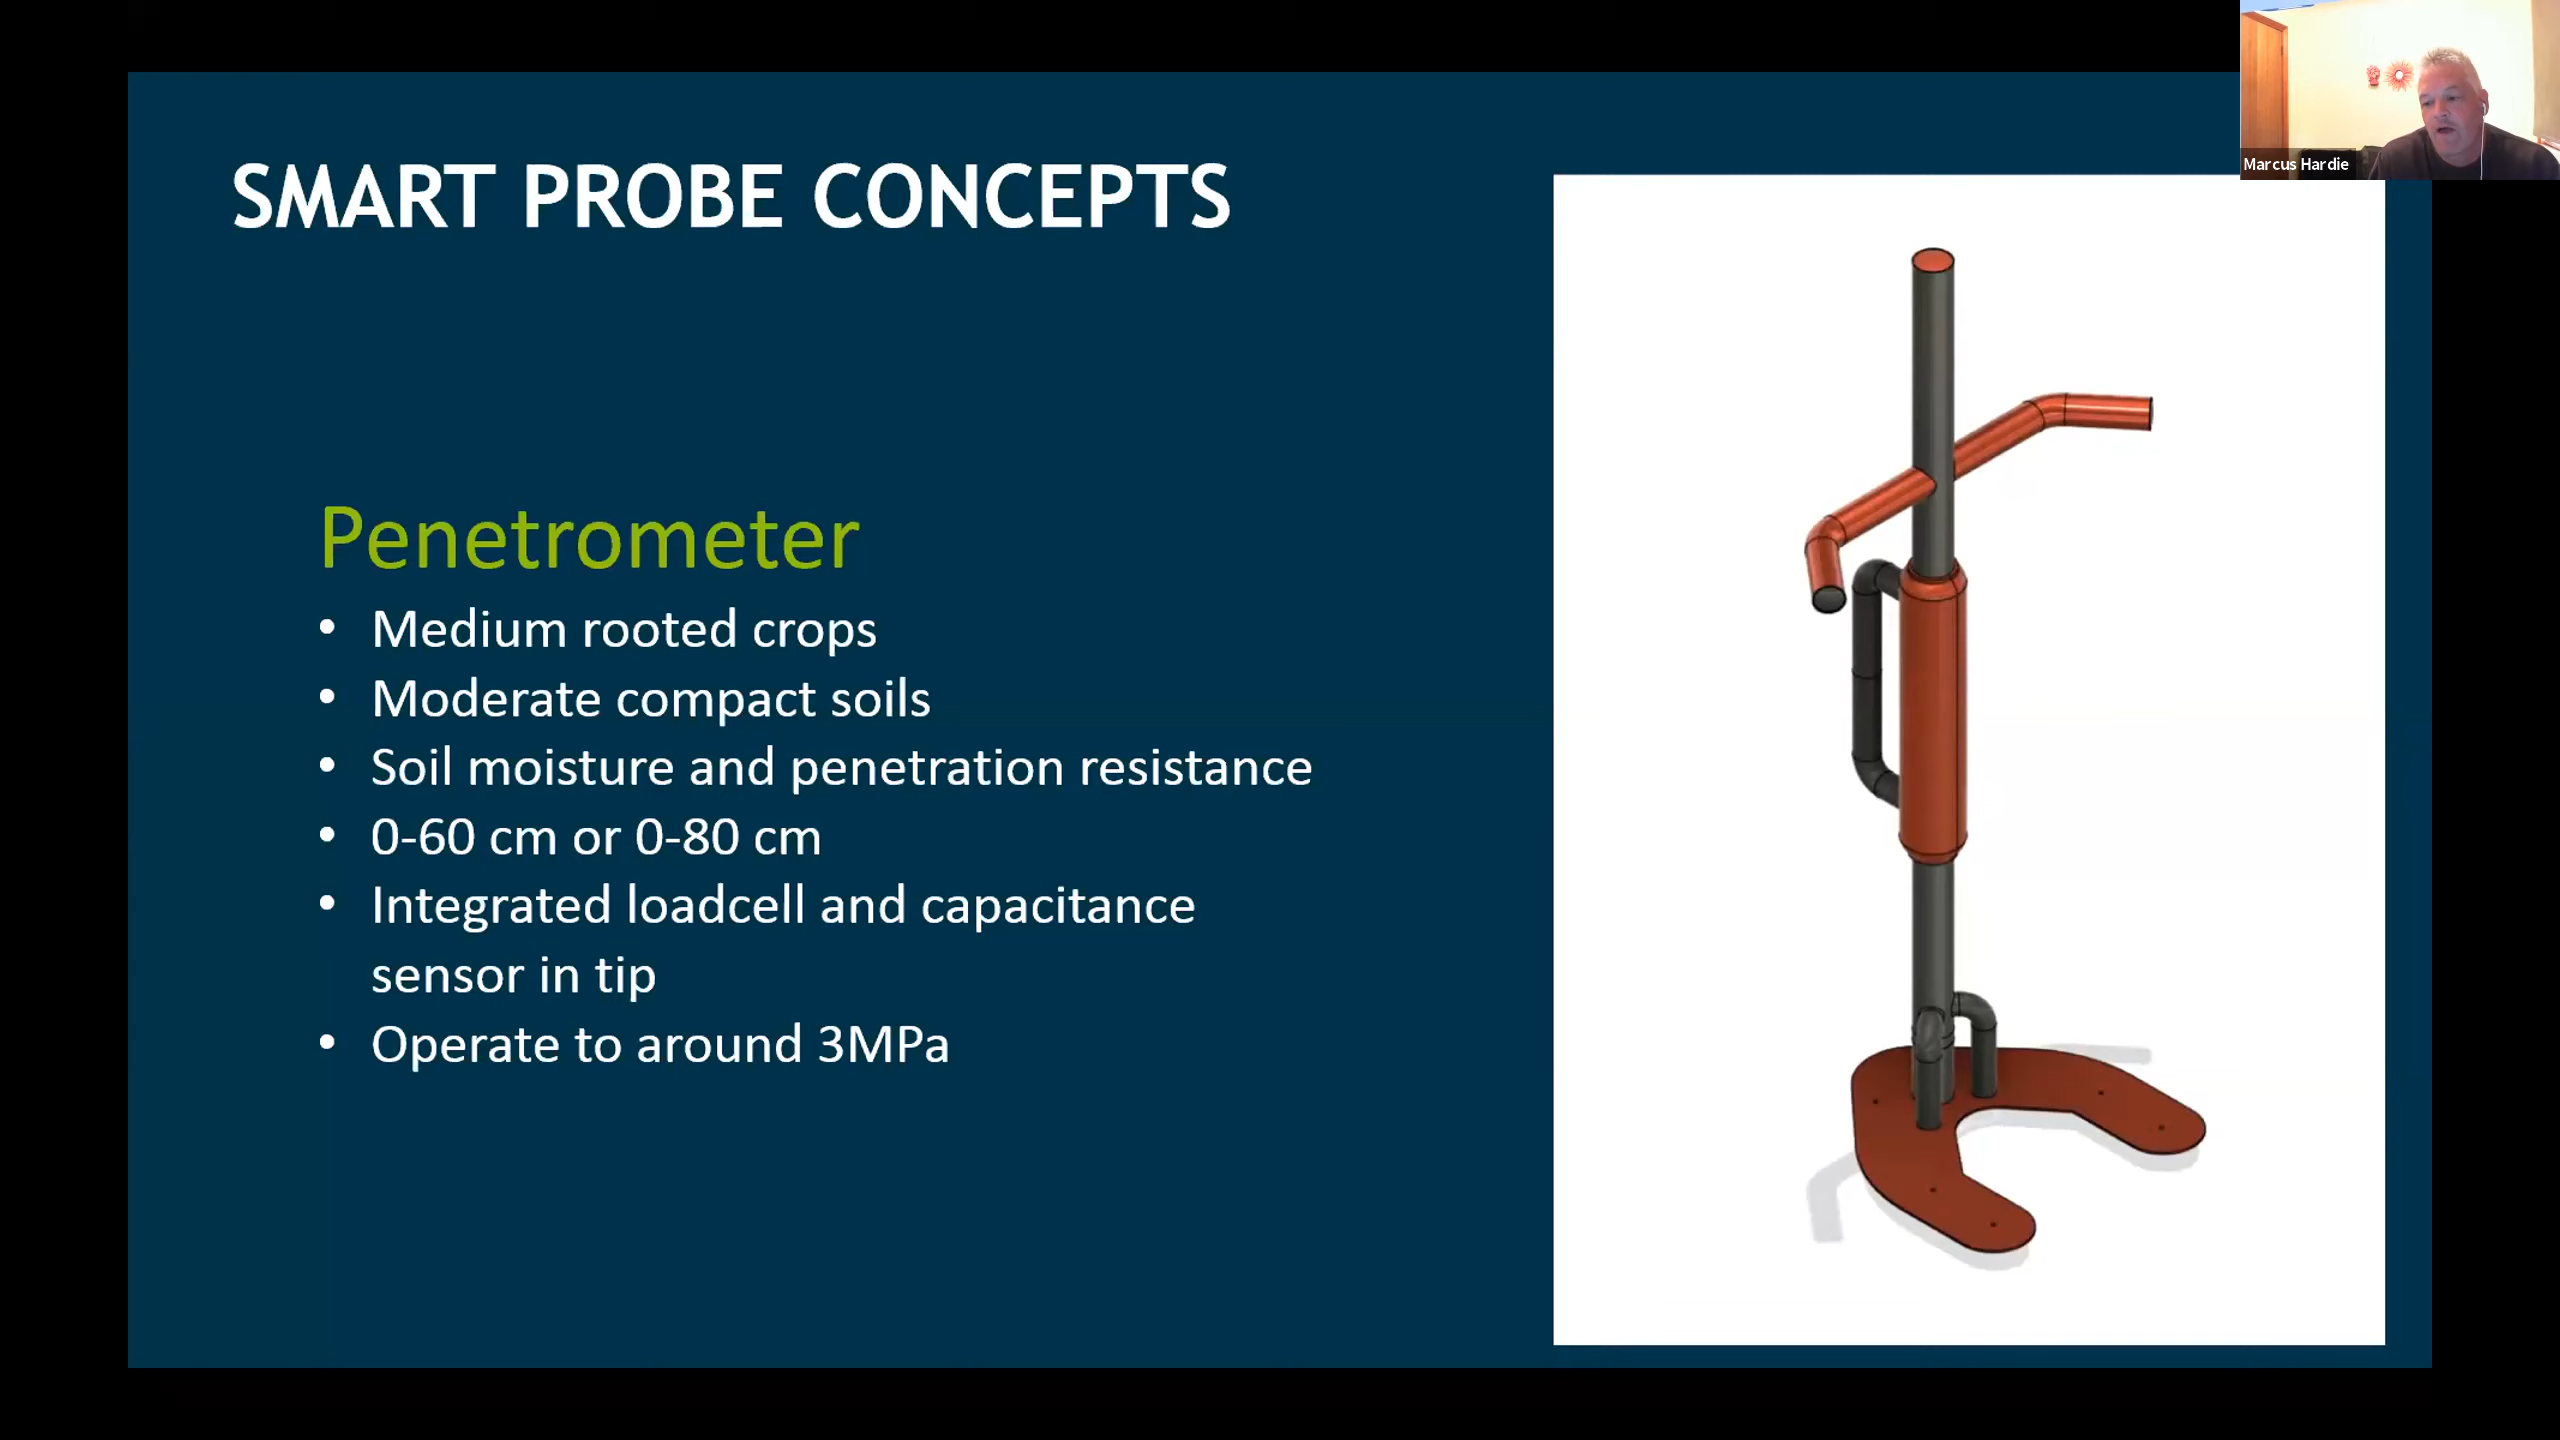 Marcus Hardie
SMART PROBE CONCEPTS
Penetrometer
• Medium rooted crops
• Moderate compact soils
• Soil moisture and penetration resistance
• 0-60 cm or 0-80 cm
• Integrated loadcell and capacitance
sensor in tip
• Operate to around 3MPa